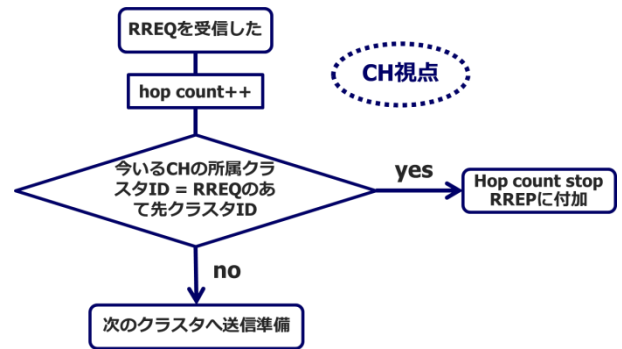 RREQを受信した
CH視点
hop count++
今いるCHの所属クラ
スタID = RREQのあ
て先クラスタID
yes
Hop count stop
RREPに付加
no
次のクラスタへ送信準備